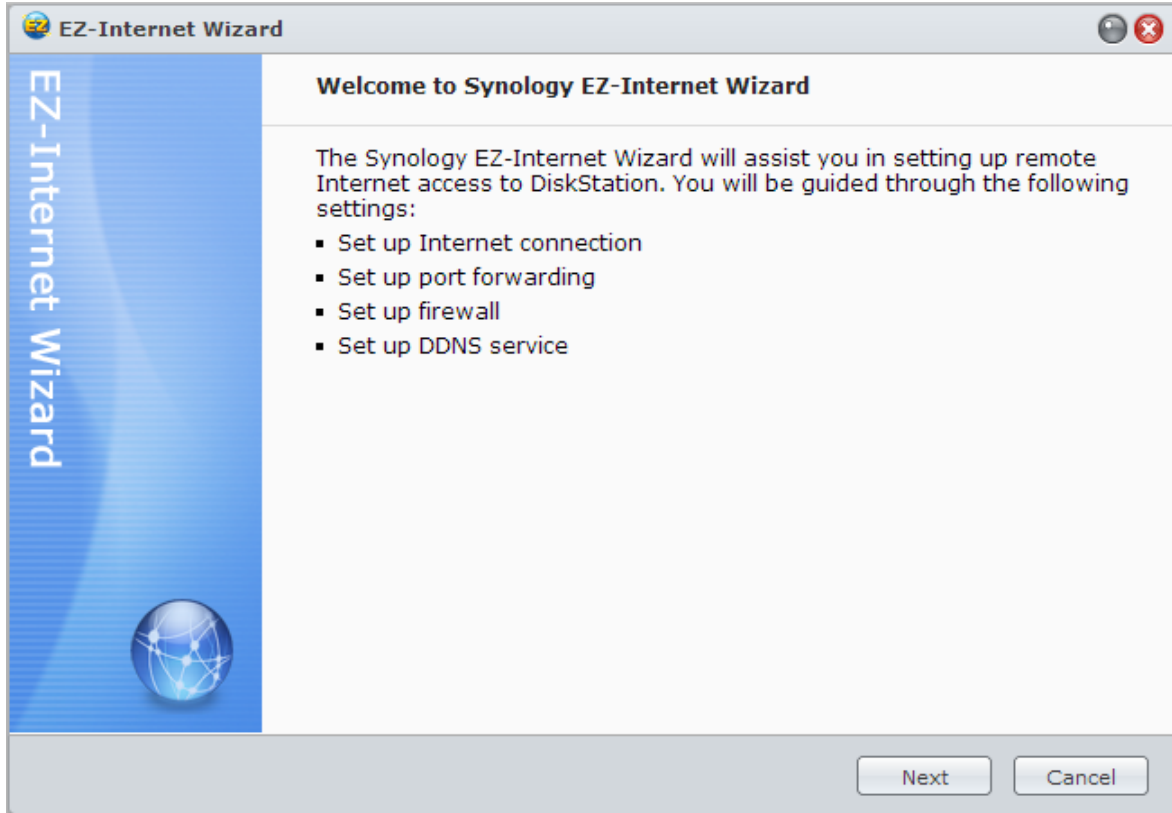 EZ EZ-Internet Wizard
EZ-Internet Wizard
Welcome to Synology EZ-Internet Wizard
The Synology EZ-Internet Wizard will assist you in setting up remote
Internet access to DiskStation. You will be guided through the following
settings:
▪ Set up Internet connection
▪ Set up port forwarding
▪ Set up firewall
▪ Set up DDNS service
Next Cancel